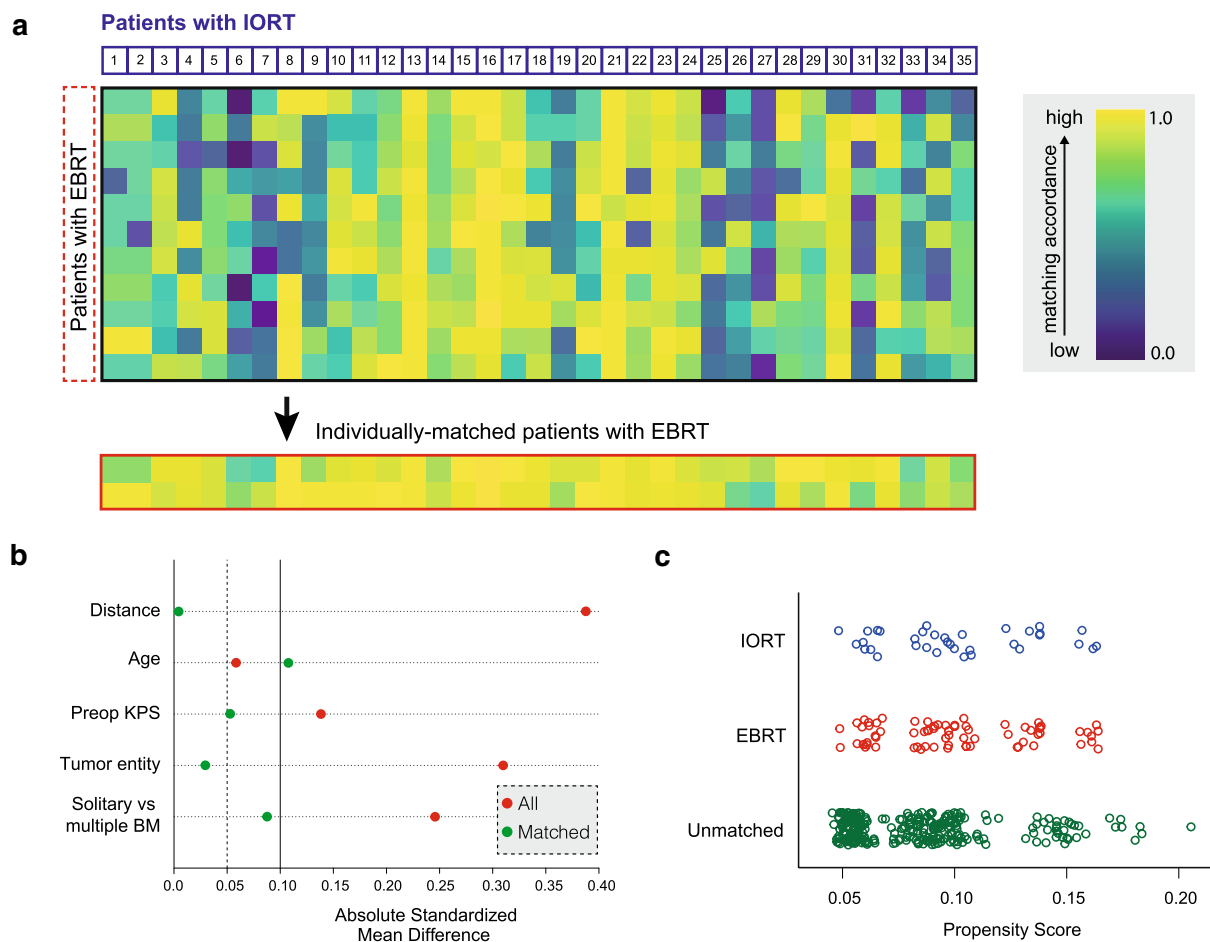 a
Patients with IORT
1 2 3 4 5 6 7 8 9 10 11 12 13 14 15 16 17 18 19 20 21 22 23 24 25 26 27 28 29 30 31 32 33 34 35
Patients with EBRT
high
low
matching accordance
1.0
0.0
Individually-matched patients with EBRT
b
Distance
Age
Preop KPS
Tumor entity
Solitary vs
multiple BM
All
Matched
0.0 0.05 0.10 0.15 0.20 0.25 0.30 0.35 0.40
Absolute Standardized
Mean Difference
c
IORT
EBRT
Unmatched
0.05 0.10 0.15 0.20
Propensity Score